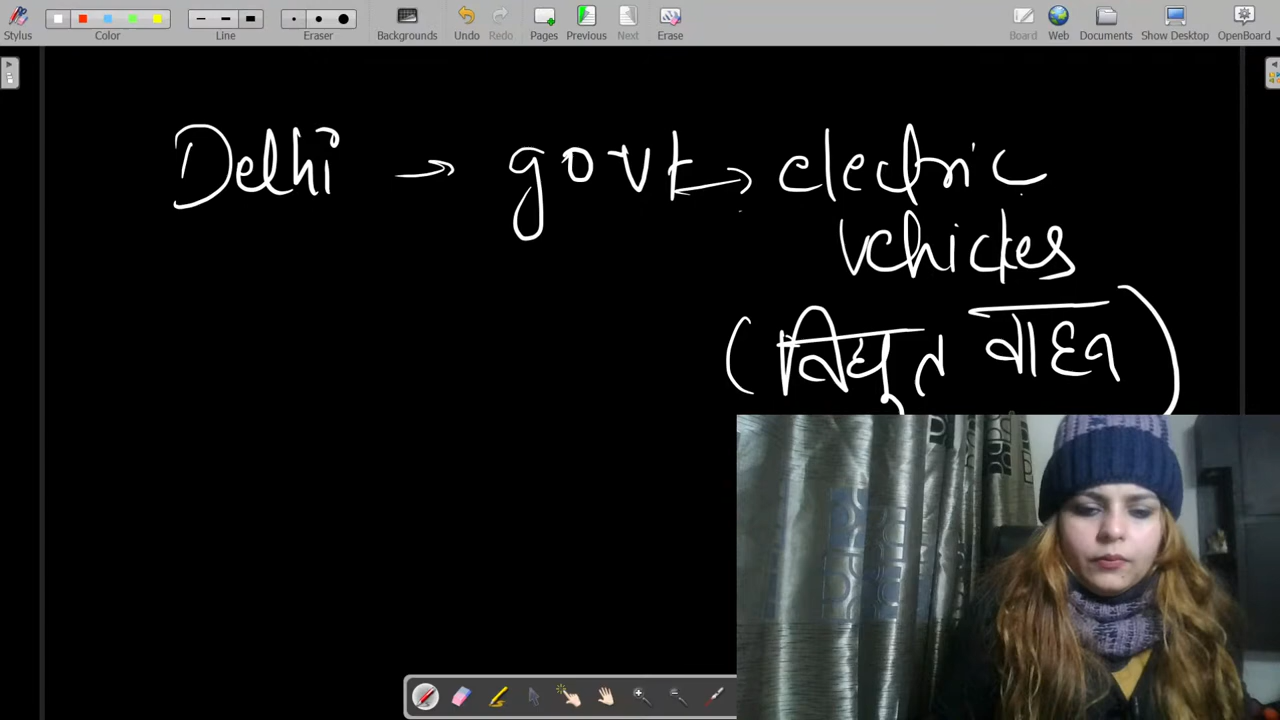 Stylus
Color
Line
Eraser
Backgrounds
Undo
Redo
Pages
Previous
Next
Erase
Board
Web
Documents
Show Desktop
OpenBoard
Delhi → govt → electric
vehicles
(विद्युत वाहन)